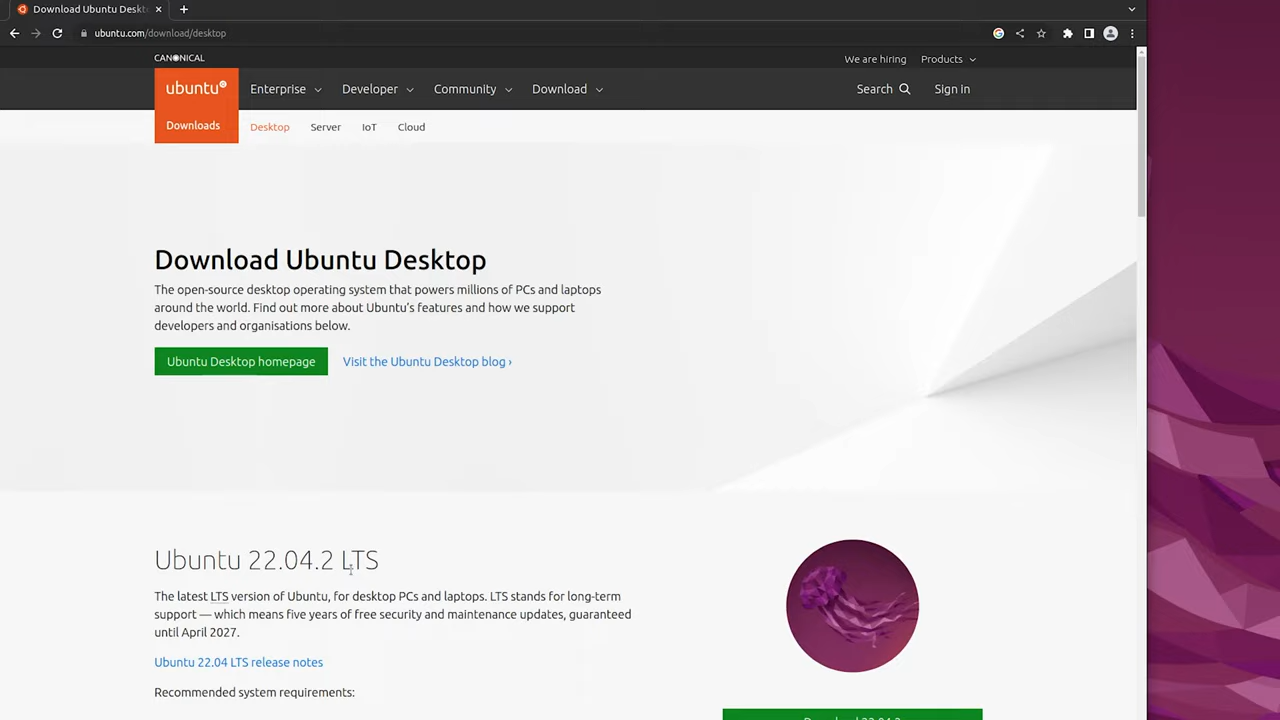 Download Ubuntu Deskt
ubuntu.com/download/desktop
CANONICAL
We are hiring Products
ubuntu
Enterprise Developer Community Download Search Sign in
Downloads Desktop Server IoT Cloud
Download Ubuntu Desktop
The open-source desktop operating system that powers millions of PCs and laptops
around the world. Find out more about Ubuntu's features and how we support
developers and organisations below.
Ubuntu Desktop homepage Visit the Ubuntu Desktop blog ›
Ubuntu 22.04.2 LTS
The latest LTS version of Ubuntu, for desktop PCs and laptops. LTS stands for long-term
support — which means five years of free security and maintenance updates, guaranteed
until April 2027.
Ubuntu 22.04 LTS release notes
Recommended system requirements:
Download 22.04.2